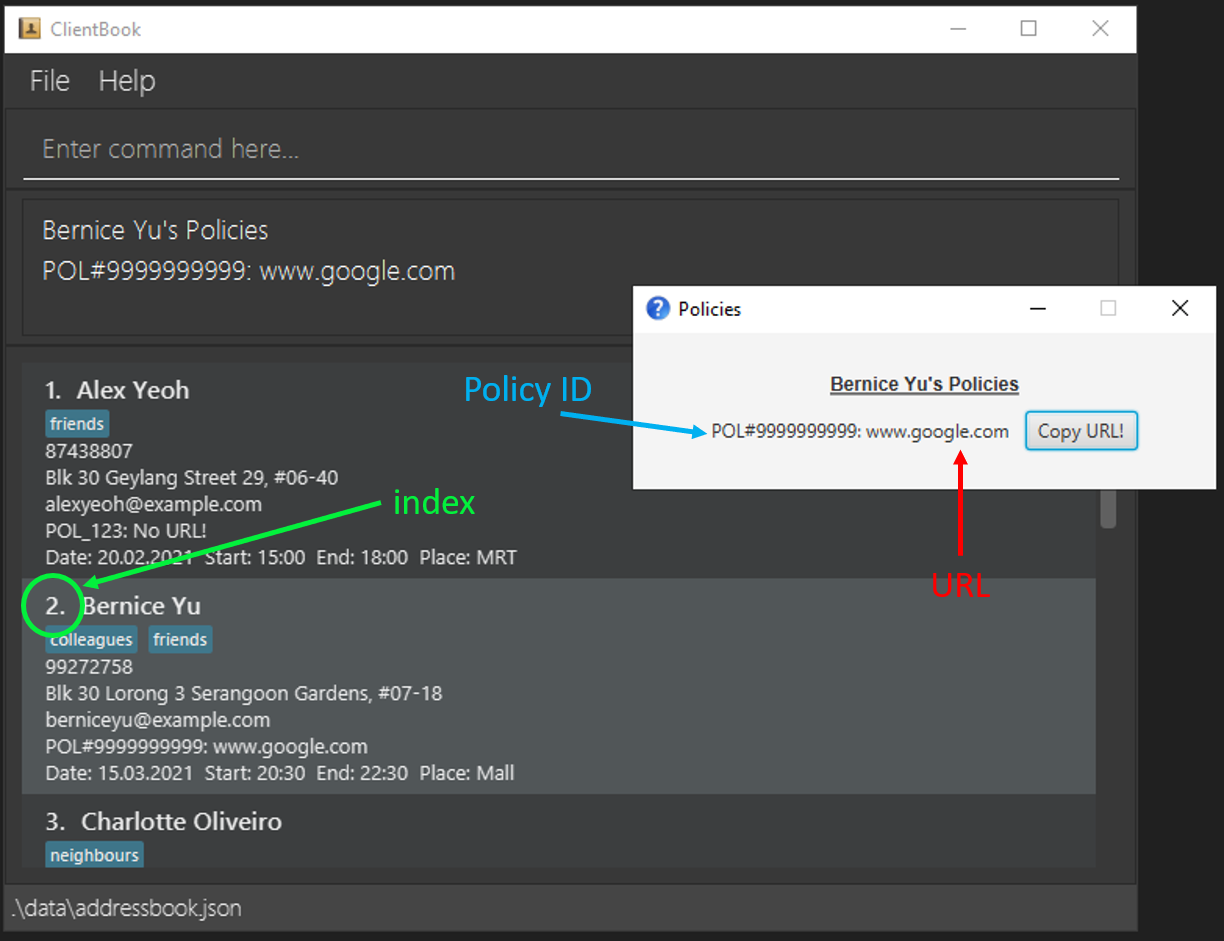 ClientBook
File Help
Enter command here...
Bernice Yu's Policies
POL#9999999999: www.google.com
Policies
Bernice Yu's Policies
Policy ID
POL#9999999999: www.google.com Copy URL!
URL
1. Alex Yeoh
friends
87438807
Blk 30 Geylang Street 29, #06-40
alexyeoh@example.com
index
POL_123: No URL!
Date: 20.02.2021 Start: 15:00 End: 18:00 Place: MRT
2. Bernice Yu
colleagues friends
99272758
Blk 30 Lorong 3 Serangoon Gardens, #07-18
berniceyu@example.com
POL#9999999999: www.google.com
Date: 15.03.2021 Start: 20:30 End: 22:30 Place: Mall
3. Charlotte Oliveiro
neighbours
.\data\addressbook.json